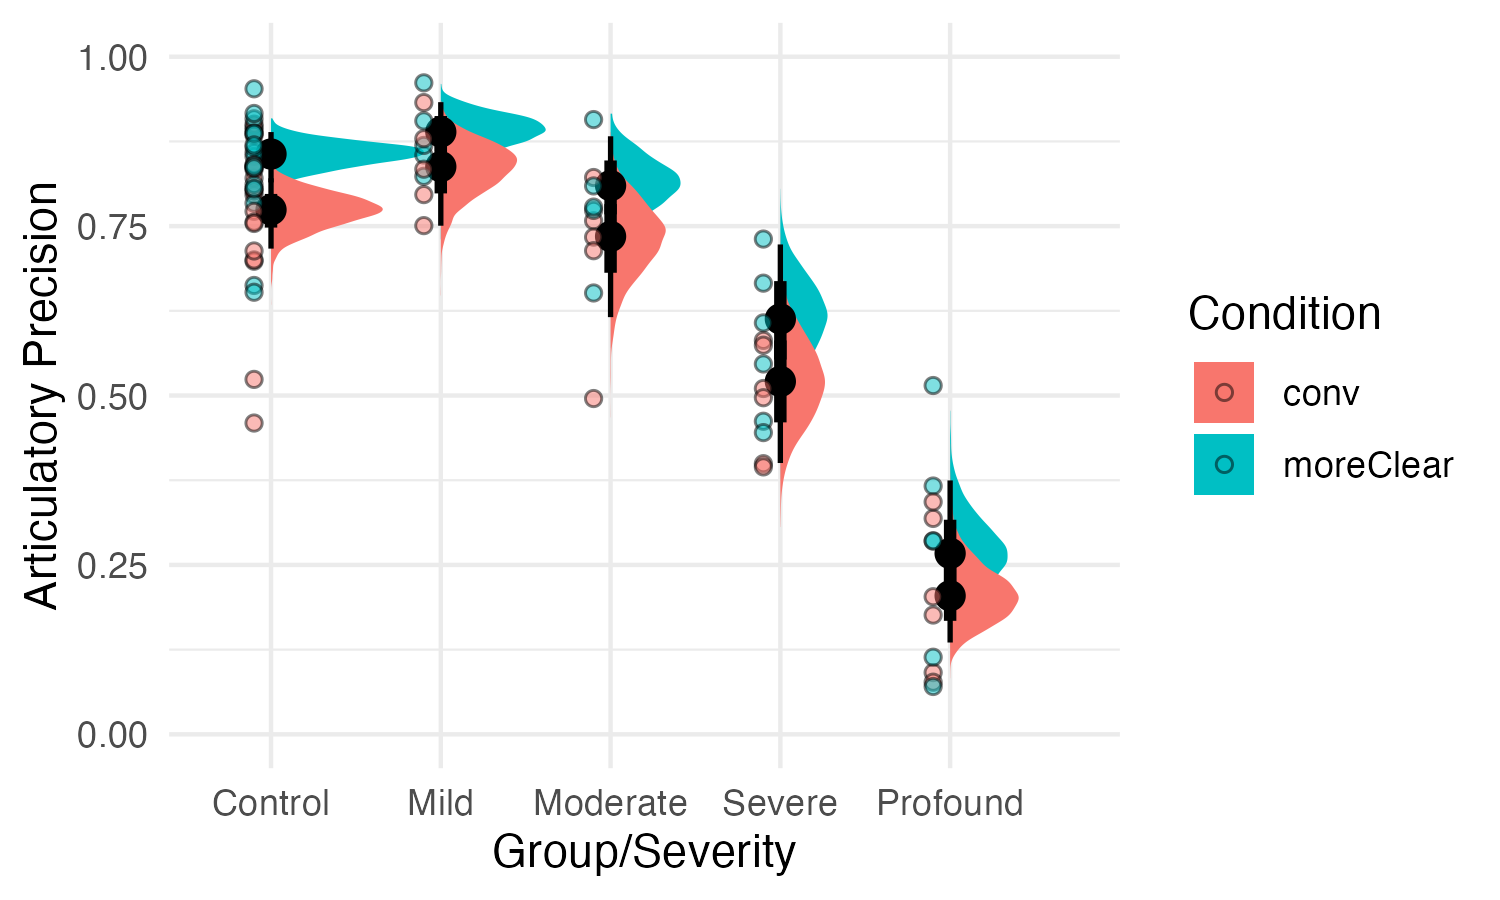 1.00
0.75
0.50
0.25
0.00
Articulatory Precision
Control Mild Moderate Severe Profound
Group/Severity
Condition
conv
moreClear